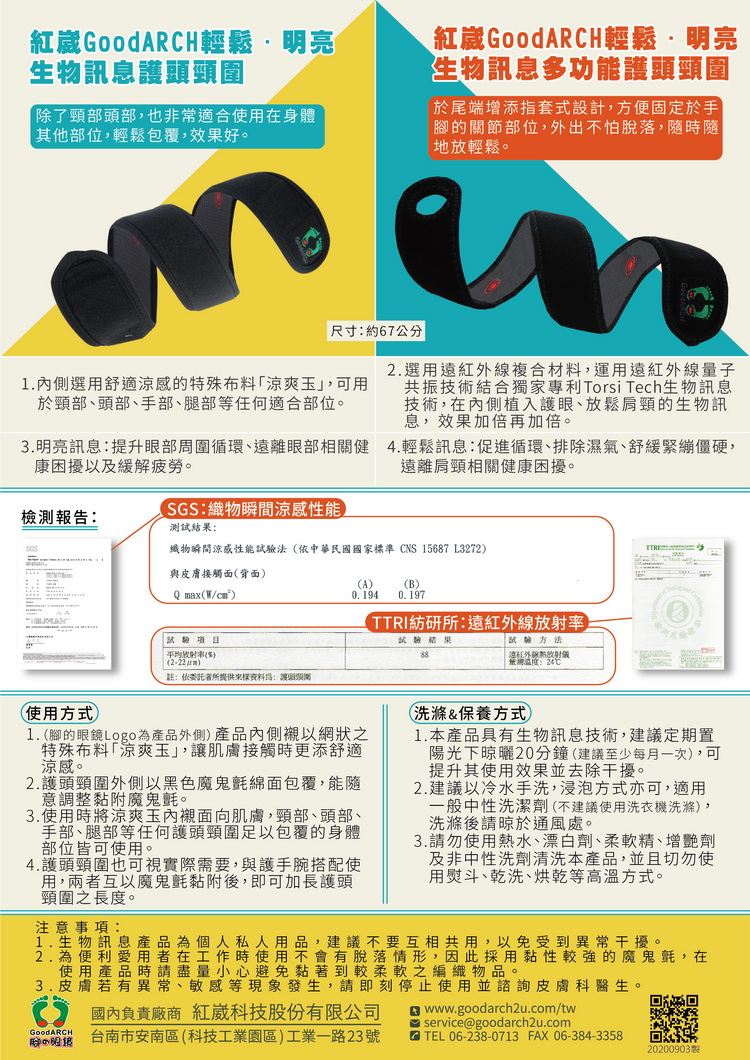 紅崴GoodARCH輕鬆·明亮
生物訊息護頭頸圍
除了頸部頭部,也非常適合使用在身體
其他部位,輕鬆包覆,效果好。
紅崴GoodARCH輕鬆·明亮
生物訊息多功能護頭頸圍
於尾端增添指套式設計,方便固定於手
腳的關節部位,外出不怕脫落,隨時隨
地放輕鬆。
尺寸:約67公分
1.內側選用舒適涼感的特殊布料「涼爽玉」,可用
於頸部、頭部、手部、腿部等任何適合部位。
2.選用遠紅外線複合材料,運用遠紅外線量子
共振技術結合獨家專利Torsi Tech生物訊息
技術,在內側植入護眼、放鬆肩頸的生物訊
息, 效果加倍再加倍。
3.明亮訊息:提升眼部周圍循環、遠離眼部相關健
康困擾以及緩解疲勞。
4.輕鬆訊息:促進循環、排除濕氣、舒緩緊繃僵硬,
遠離肩頸相關健康困擾。
檢測報告:
SGS
SGS:織物瞬間涼感性能
測試結果:
織物瞬間涼感性能試驗法 (依中華民國國家標準 CNS 15687 L3272)
與皮膚接觸面(背面)
(A) (B)
Q max(W/cm²) 0.194 0.197
TTRI
TTRI紡研所:遠紅外線放射率
試 驗 項 目 試 驗 結 果 試 驗 方 法
平均放射率(%) 88 遠紅外線熱放射儀
(2-22μm) 量測溫度: 24℃
註: 依委託者所提供來樣資料為: 護頭頸圍
使用方式
1.(腳的眼鏡Logo為產品外側)產品內側襯以網狀之
特殊布料「涼爽玉」,讓肌膚接觸時更添舒適
涼感。
2.護頭頸圍外側以黑色魔鬼氈綿面包覆,能隨
意調整黏附魔鬼氈。
3.使用時將涼爽玉內襯面向肌膚,頸部、頭部、
手部、腿部等任何護頭頸圍足以包覆的身體
部位皆可使用。
4.護頭頸圍也可視實際需要,與護手腕搭配使
用,兩者互以魔鬼氈黏附後,即可加長護頭
頸圍之長度。
洗滌&保養方式
1.本產品具有生物訊息技術,建議定期置
陽光下晾曬20分鐘(建議至少每月一次),可
提升其使用效果並去除干擾。
2.建議以冷水手洗,浸泡方式亦可,適用
一般中性洗潔劑(不建議使用洗衣機洗滌),
洗滌後請晾於通風處。
3.請勿使用熱水、漂白劑、柔軟精、增艷劑
及非中性洗劑清洗本產品,並且切勿使
用熨斗、乾洗、烘乾等高溫方式。
注意事項:
1.生物訊息產品為個人私人用品,建議不要互相共用,以免受到異常干擾。
2.為便利愛用者在工作時使用不會有脫落情形,因此採用黏性較強的魔鬼氈,在
使用產品時請盡量小心避免黏著到較柔軟之編織物品。
3.皮膚若有異常、敏感等現象發生,請即刻停止使用並諮詢皮膚科醫生。
GoodARCH
腳の眼鏡
國內負責廠商 紅崴科技股份有限公司
台南市安南區(科技工業園區)工業一路23號
www.goodarch2u.com/tw
service@goodarch2u.com
TEL 06-238-0713 FAX 06-384-3358
20200903製